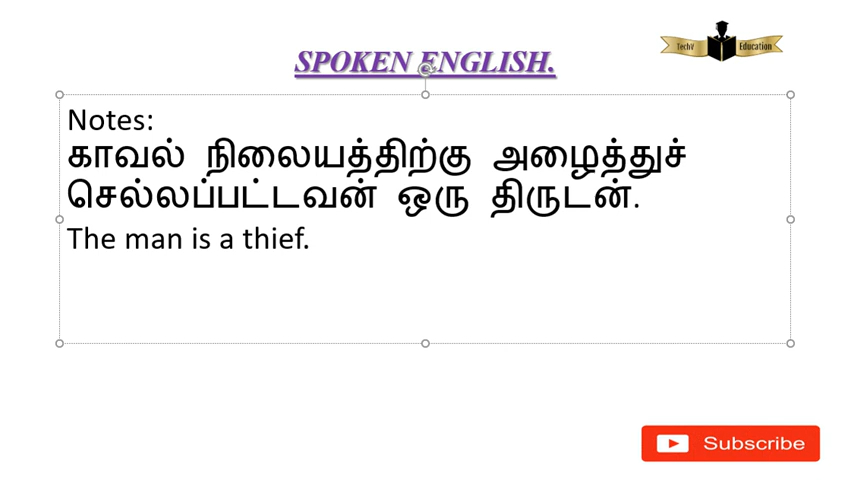 SPOKEN ENGLISH.
TechV Education
Notes:
காவல் நிலையத்திற்கு அழைத்துச்
செல்லப்பட்டவன் ஒரு திருடன்.
The man is a thief.
Subscribe